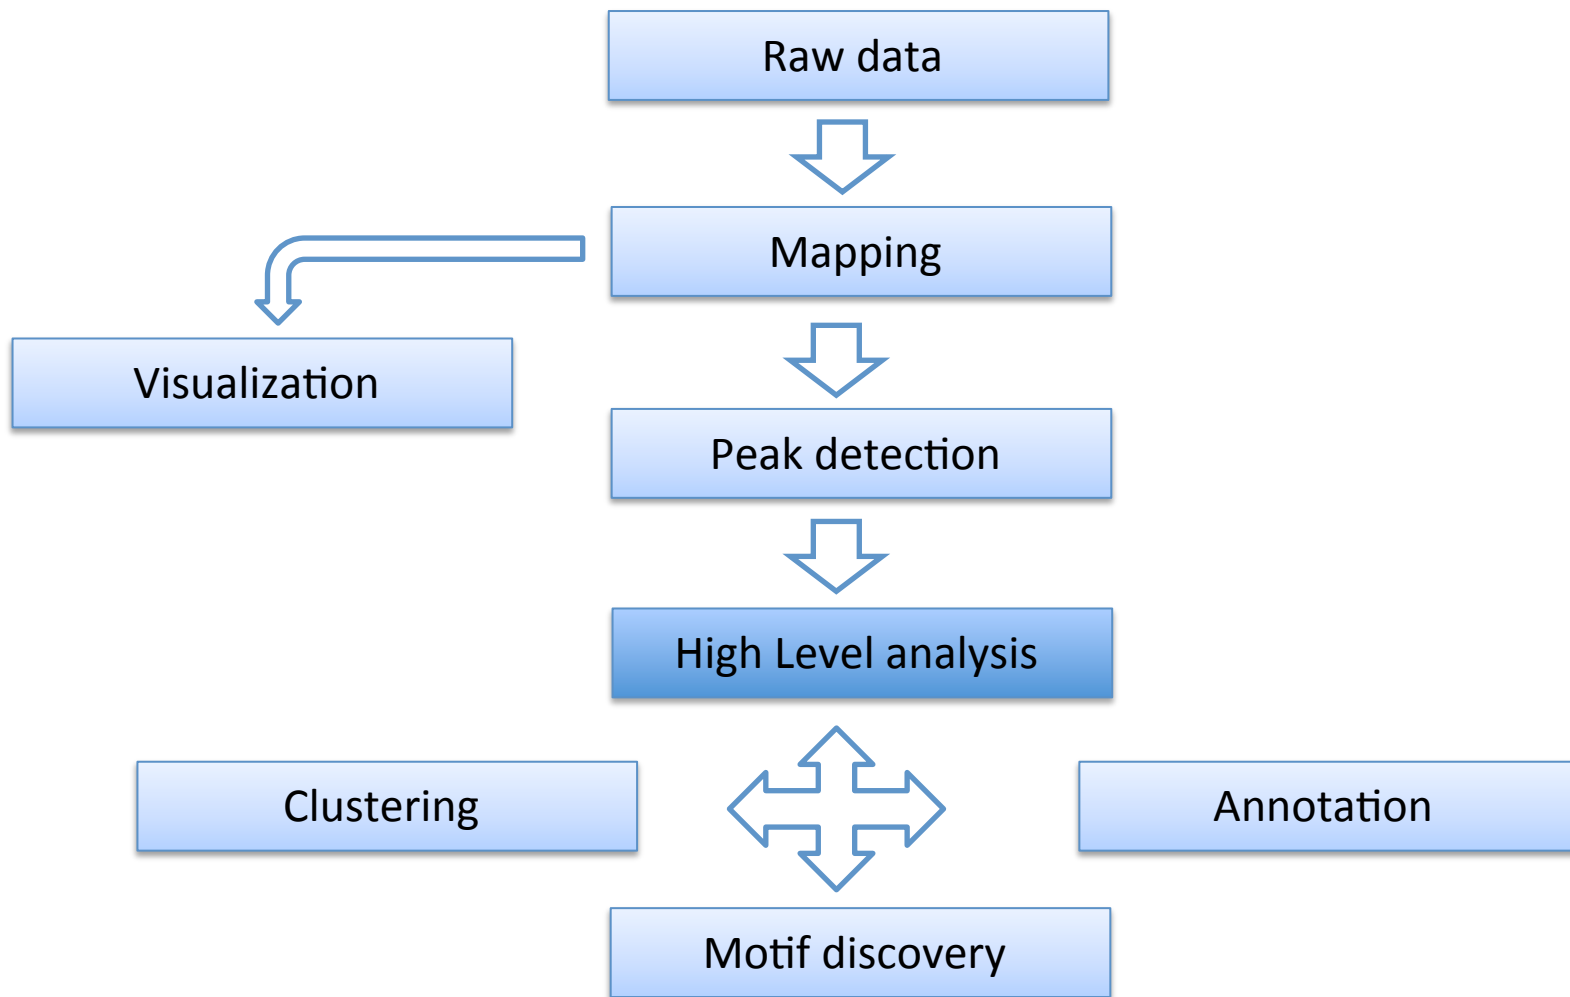 Raw data
Mapping
Visualization
Peak detection
High Level analysis
Clustering
Annotation
Motif discovery